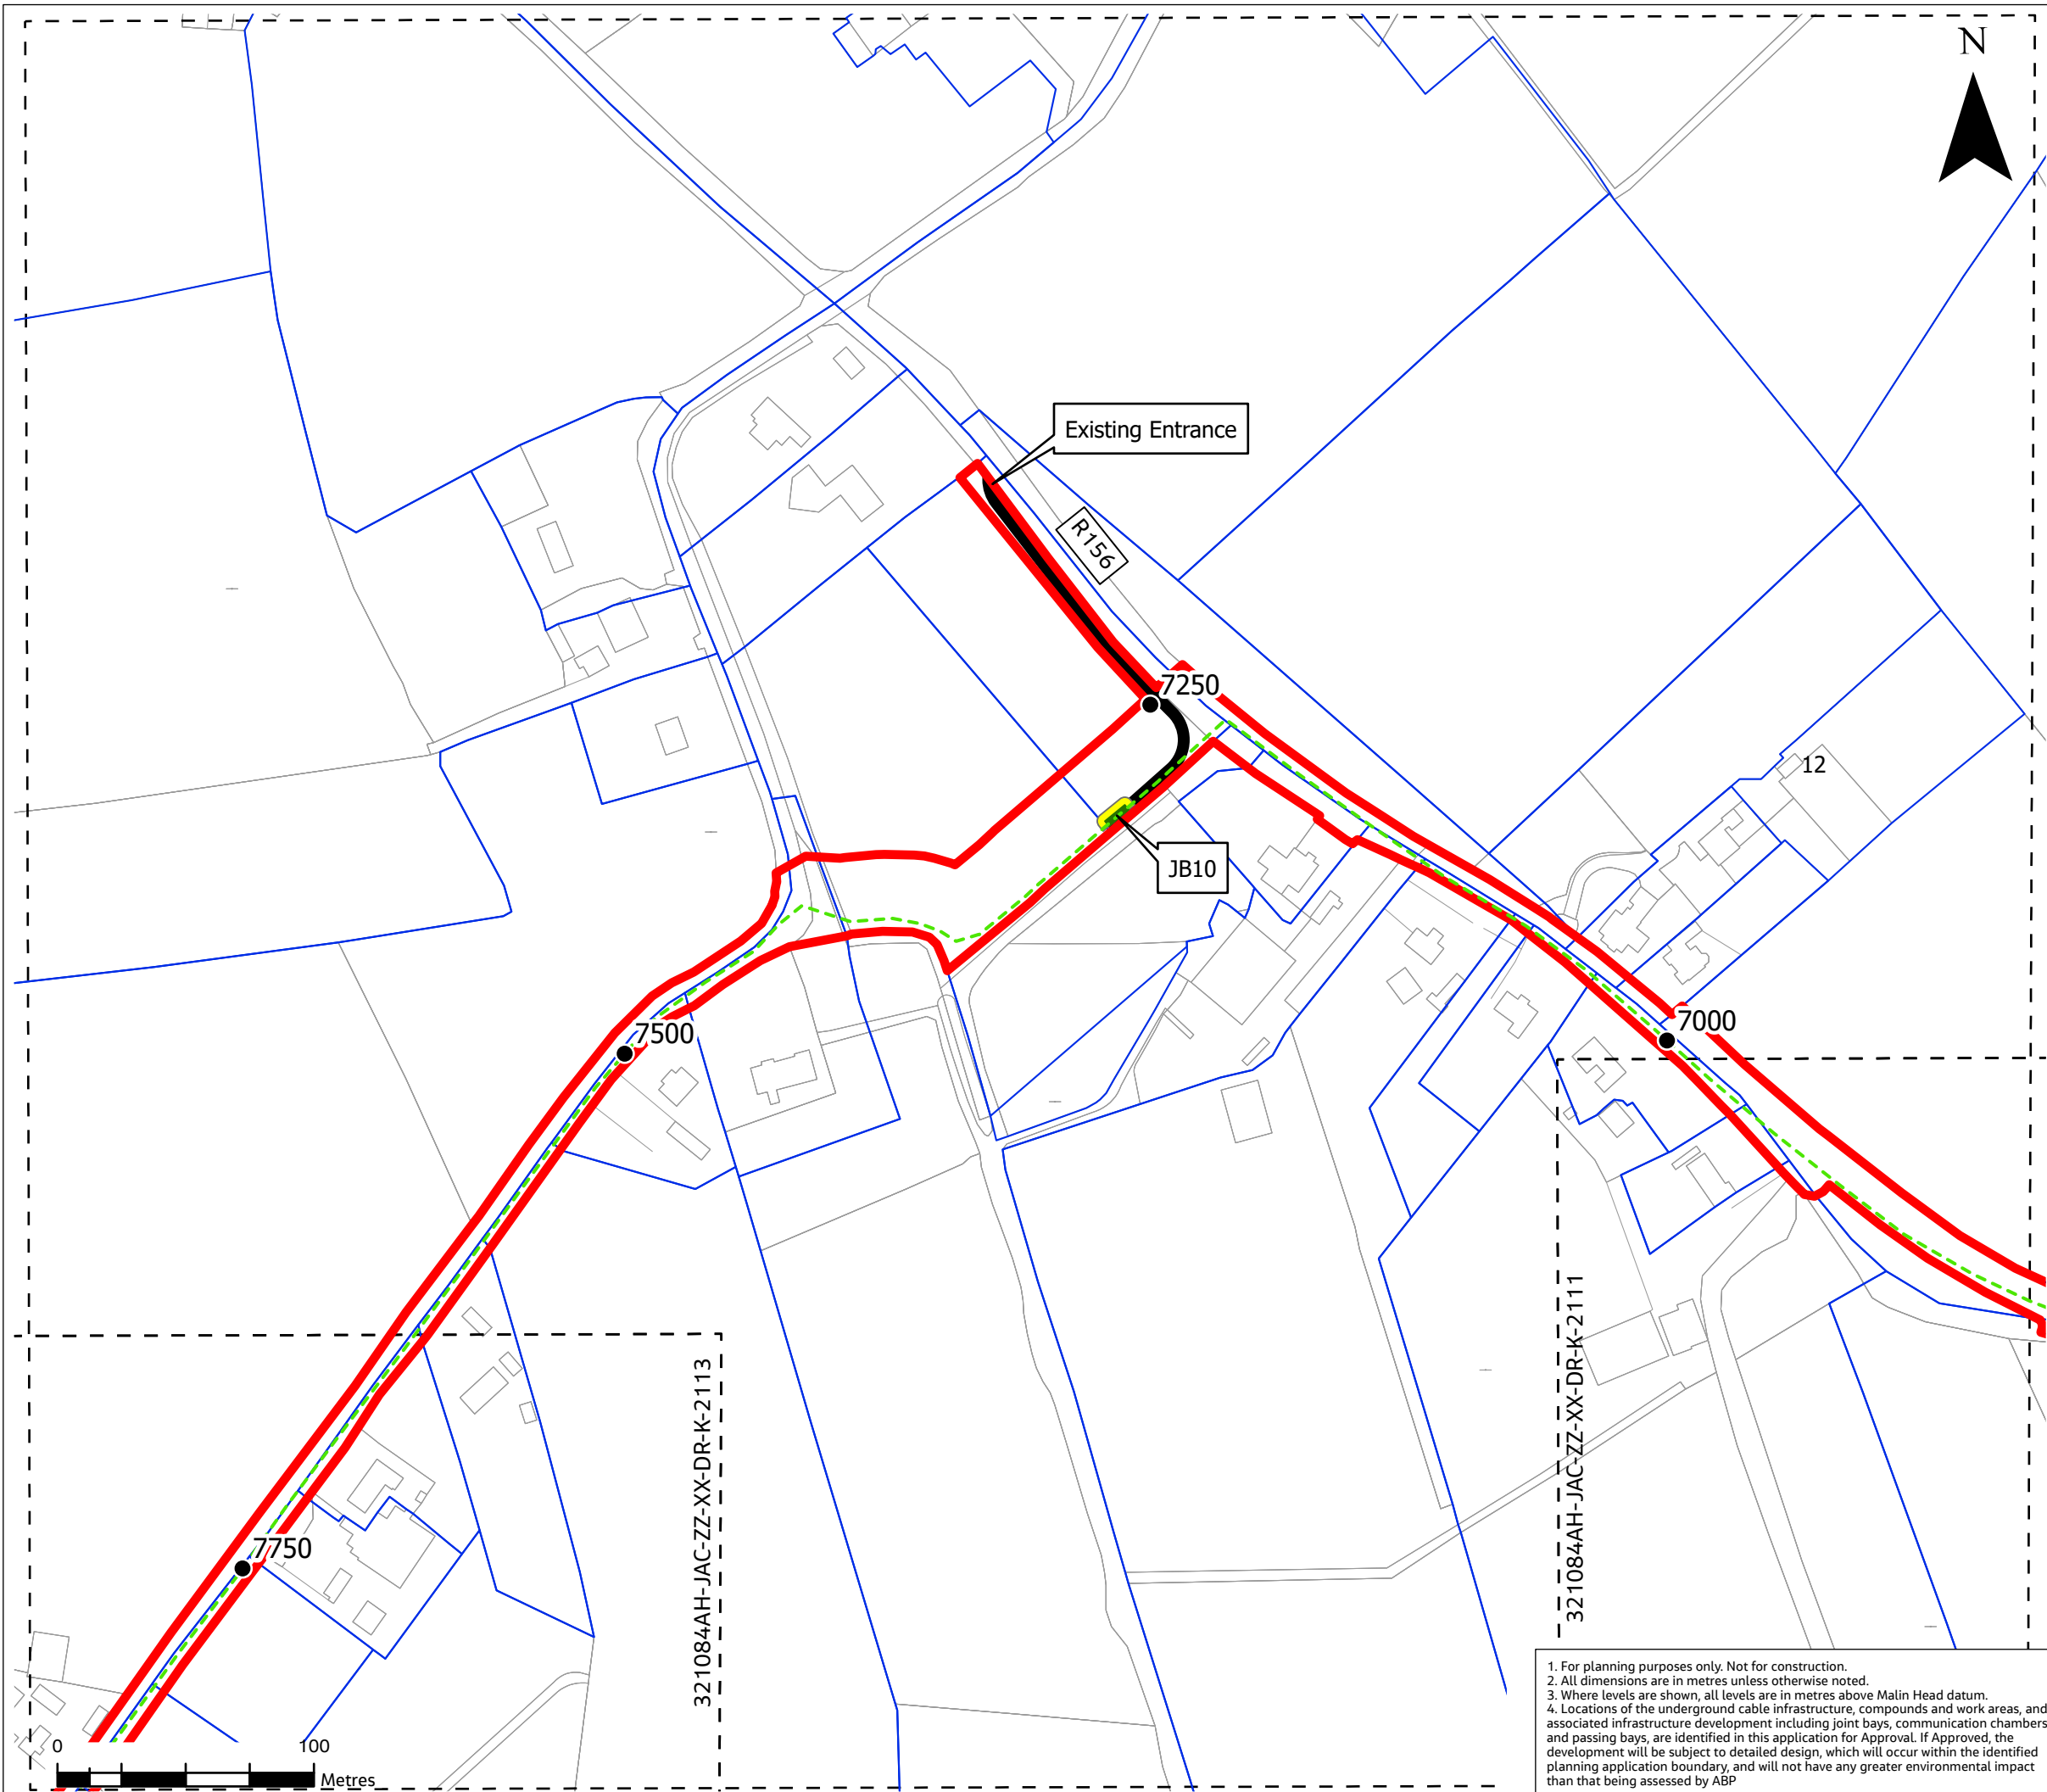 N
Existing Entrance
R156
7250
12
JB10
7000
7500
7750
321084AH-JAC-ZZ-XX-DR-K-2113
321084AH-JAC-ZZ-XX-DR-K-2111
0 100
Metres
1. For planning purposes only. Not for construction.
2. All dimensions are in metres unless otherwise noted.
3. Where levels are shown, all levels are in metres above Malin Head datum.
4. Locations of the underground cable infrastructure, compounds and work areas, and
associated infrastructure development including joint bays, communication chambers
and passing bays, are identified in this application for Approval. If Approved, the
development will be subject to detailed design, which will occur within the identified
planning application boundary, and will not have any greater environmental impact
than that being assessed by ABP